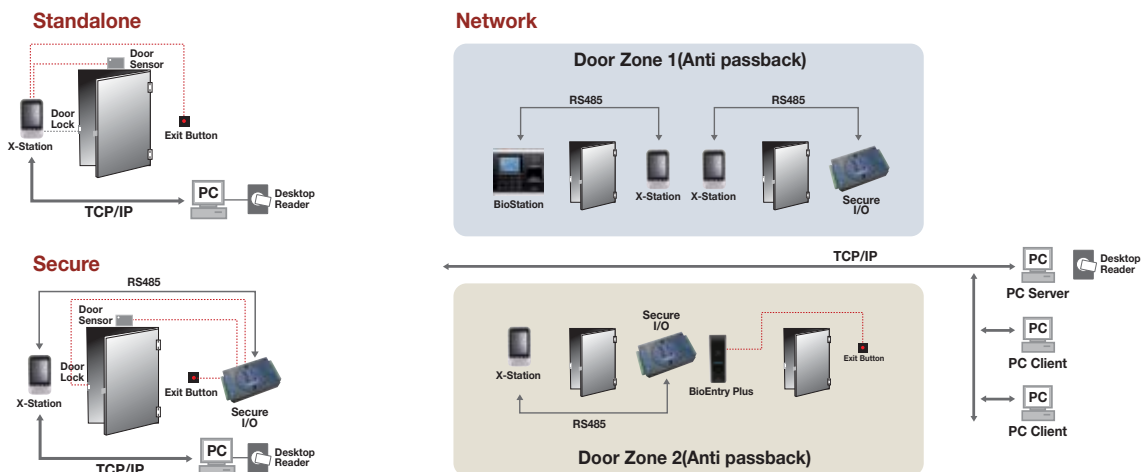 Standalone
Door
Sensor
Door
Lock
X-Station
Exit Button
PC
Desktop
Reader
TCP/IP
Secure
RS485
Door
Sensor
Door
Lock
X-Station
Exit Button
Secure
I/O
PC
Desktop
Reader
TCP/IP
Network
Door Zone 1(Anti passback)
RS485
RS485
BioStation
X-Station
X-Station
Secure
I/O
TCP/IP
PC
Desktop
Reader
PC Server
PC
PC Client
PC
PC Client
Secure
I/O
X-Station
BioEntry Plus
Exit Button
RS485
Door Zone 2(Anti passback)